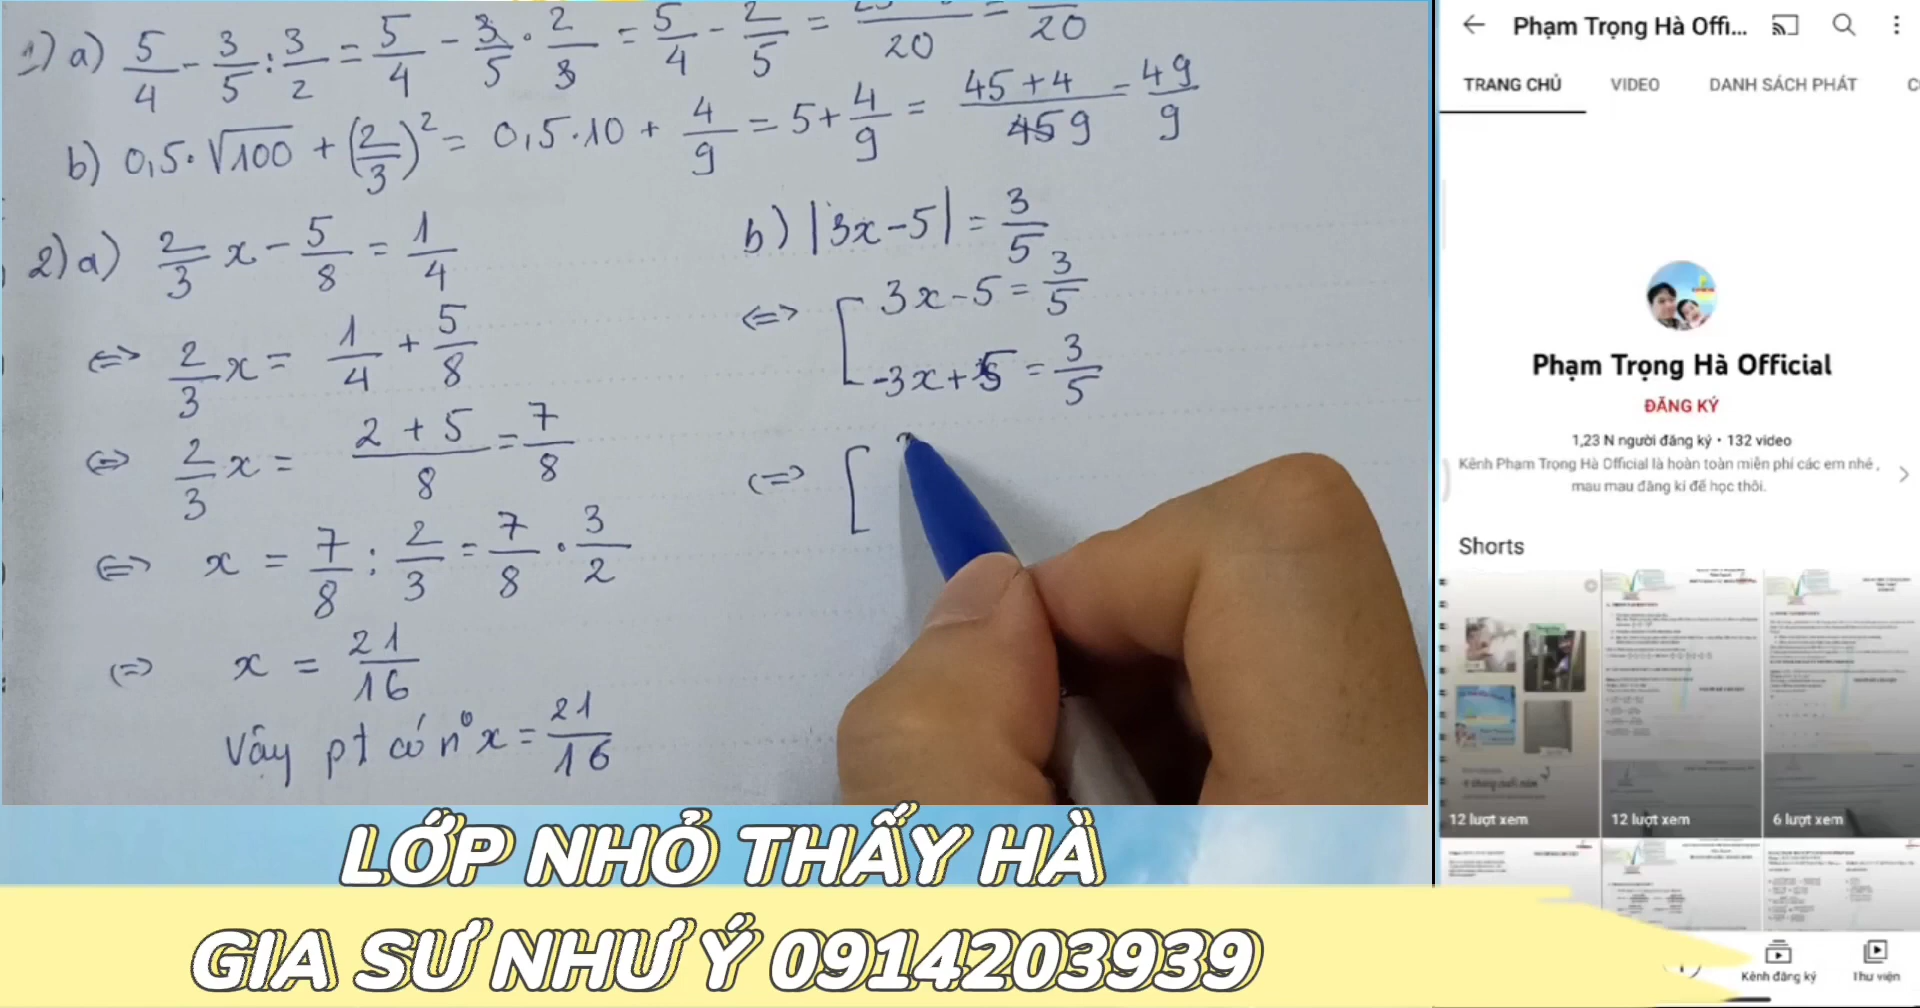 1) a) 5/4 - 3/5 : 3/2 = 5/4 - 3/5 . 2/3 = 5/4 - 2/5 = /20 = /20
b) 0,5.√100 + (2/3)² = 0,5.10 + 4/9 = 5 + 4/9 = 45+4/9 = 49/9
2) a) 2/3 x - 5/8 = 1/4
<=> 2/3 x = 1/4 + 5/8
<=> 2/3 x = 2+5/8 = 7/8
<=> x = 7/8 : 2/3 = 7/8 . 3/2
<=> x = 21/16
Vây pt có n° x = 21/16
b) |3x-5| = 3/5
<=> [ 3x-5 = 3/5
-3x+5 = 3/5
<=> [
LỚP NHỎ THẤY HÀ
GIA SƯ NHƯ Ý 0914203939
Phạm Trọng Hà Offi...
TRANG CHỦ VIDEO DANH SÁCH PHÁT C
Phạm Trọng Hà Official
ĐĂNG KÝ
1,23 N người đăng ký • 132 video
Kênh Phạm Trọng Hà Official là hoàn toàn miễn phí các em nhé,
mau mau đăng kí để học thôi.
Shorts
12 lượt xem
12 lượt xem
6 lượt xem
Kênh đăng ký
Thư viện